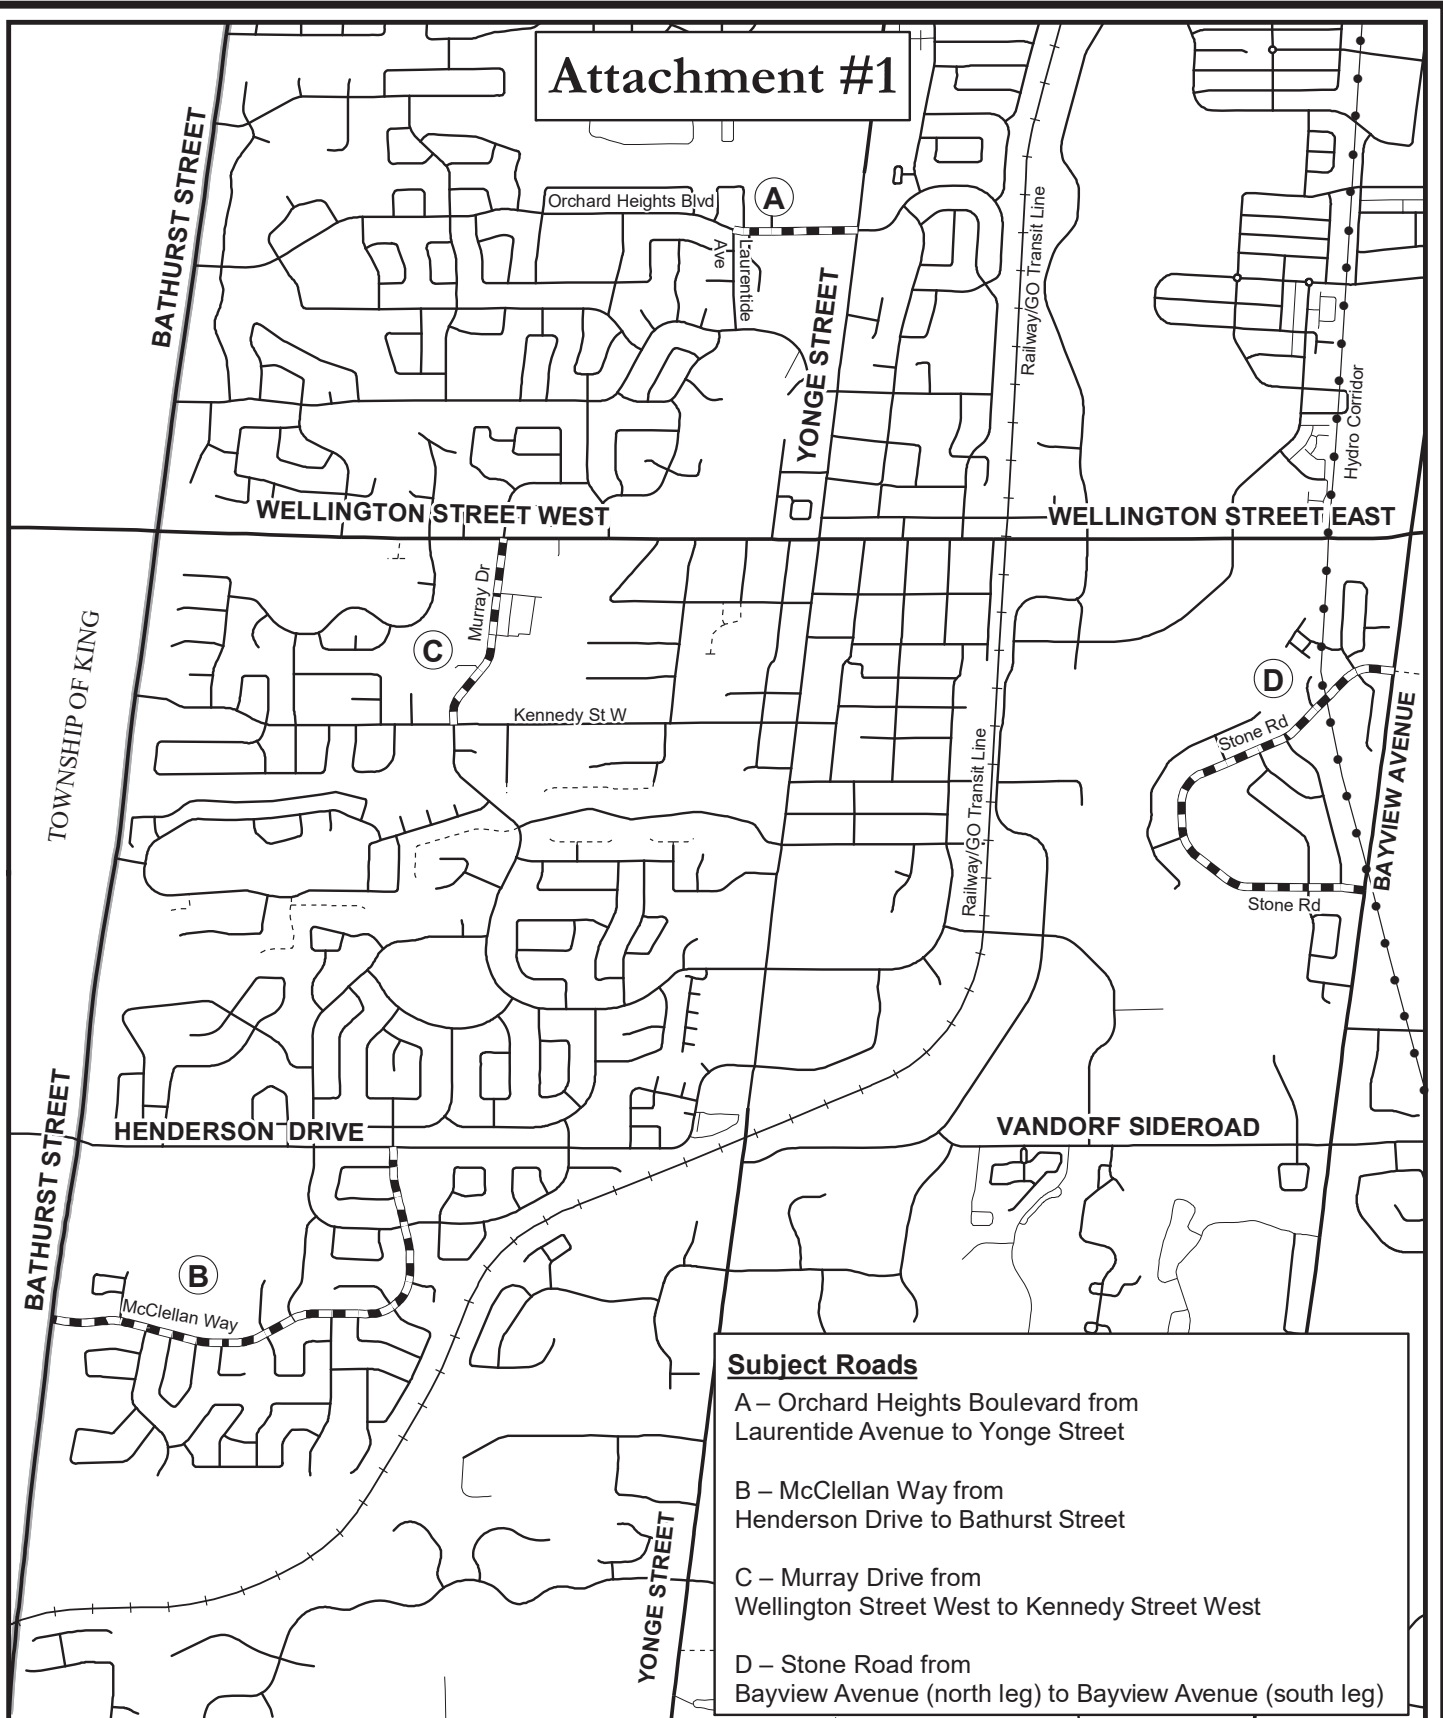 Attachment #1
BATHURST STREET
Orchard Heights Blvd
A
Laurentide
Ave
YONGE STREET
Railway/GO Transit Line
Hydro Corridor
WELLINGTON STREET WEST
WELLINGTON STREET EAST
TOWNSHIP OF KING
Murray Dr
C
Kennedy St W
D
Stone Rd
BAYVIEW AVENUE
Railway/GO Transit Line
Stone Rd
BATHURST STREET
HENDERSON DRIVE
VANDORF SIDEROAD
B
McClellan Way
YONGE STREET
Subject Roads
A – Orchard Heights Boulevard from
Laurentide Avenue to Yonge Street
B – McClellan Way from
Henderson Drive to Bathurst Street
C – Murray Drive from
Wellington Street West to Kennedy Street West
D – Stone Road from
Bayview Avenue (north leg) to Bayview Avenue (south leg)